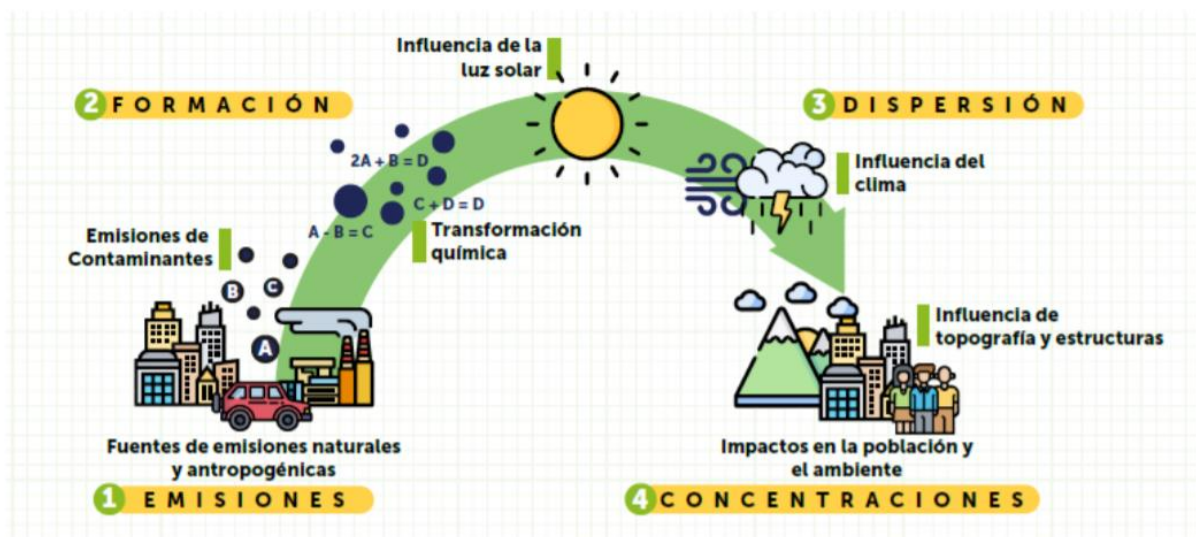 Influencia de la
luz solar
2 FORMACIÓN
3 DISPERSIÓN
2A + B = D
C + D = D
A - B = C
Transformación
química
Influencia del
clima
Emisiones de
Contaminantes
B
C
A
Influencia de
topografía y estructuras
Fuentes de emisiones naturales
y antropogénicas
1 EMISIONES
Impactos en la población y
el ambiente
4 CONCENTRACIONES